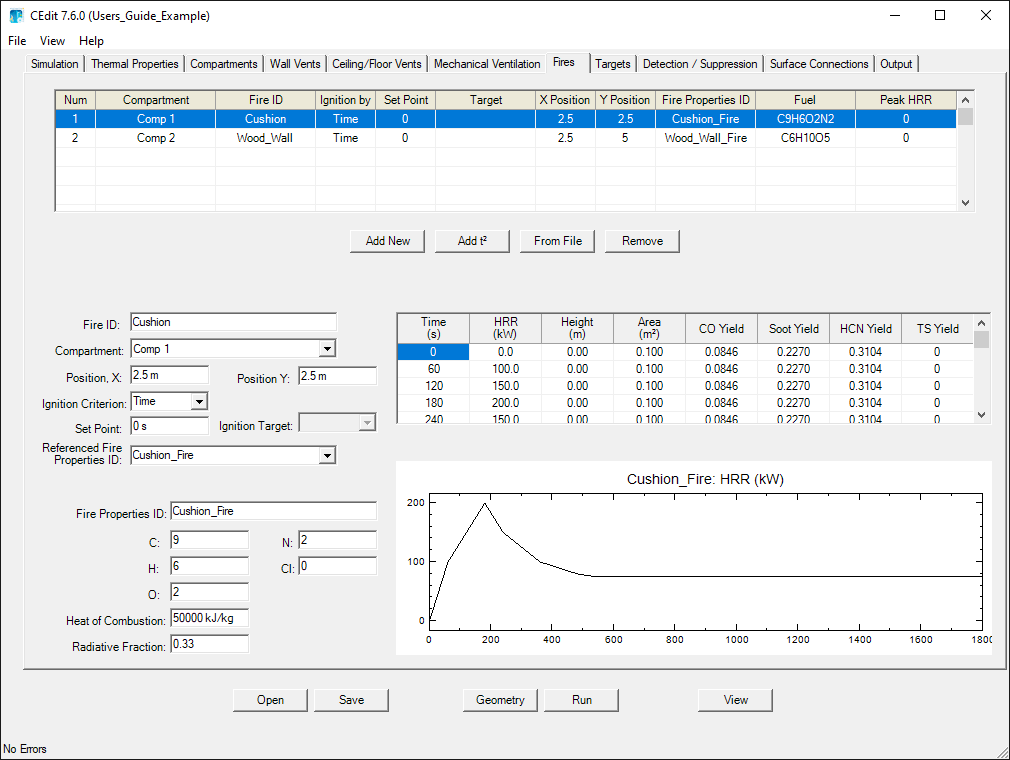 CEdit 7.6.0 (Users_Guide_Example)
File View Help
Simulation Thermal Properties Compartments Wall Vents Ceiling/Floor Vents Mechanical Ventilation Fires Targets Detection / Suppression Surface Connections Output
Num Compartment Fire ID Ignition by Set Point Target X Position Y Position Fire Properties ID Fuel Peak HRR
1 Comp 1 Cushion Time 0 2.5 2.5 Cushion_Fire C9H6O2N2 0
2 Comp 2 Wood_Wall Time 0 2.5 5 Wood_Wall_Fire C6H10O5 0
Add New Add t² From File Remove
Fire ID: Cushion
Compartment: Comp 1
Position, X: 2.5 m Position Y: 2.5 m
Ignition Criterion: Time
Set Point: 0 s Ignition Target:
Referenced Fire
Properties ID: Cushion_Fire
Fire Properties ID: Cushion_Fire
C: 9 N: 2
H: 6 Cl: 0
O: 2
Heat of Combustion: 50000 kJ/kg
Radiative Fraction: 0.33
Time HRR Height Area CO Yield Soot Yield HCN Yield TS Yield
(s) (kW) (m) (m²)
0 0.0 0.00 0.100 0.0846 0.2270 0.3104 0
60 100.0 0.00 0.100 0.0846 0.2270 0.3104 0
120 150.0 0.00 0.100 0.0846 0.2270 0.3104 0
180 200.0 0.00 0.100 0.0846 0.2270 0.3104 0
240 150.0 0.00 0.100 0.0846 0.2270 0.3104 0
Cushion_Fire: HRR (kW)
200
100
0
0 200 400 600 800 1000 1200 1400 1600 1800
Open Save Geometry Run View
No Errors